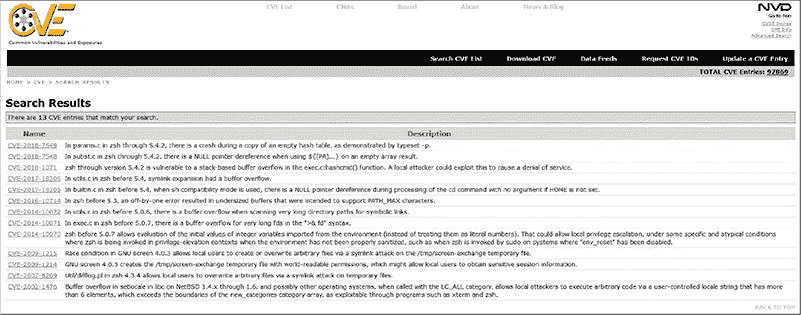 CVE
Common Vulnerabilities and Exposures
CVE List CNAs Board About News & Blog
NVD
Go to for:
CVSS Scores
CPE Info
Advanced Search
Search CVE List Download CVE Data Feeds Request CVE IDs Update a CVE Entry
TOTAL CVE Entries: 97869
HOME > CVE > SEARCH RESULTS
Search Results
There are 13 CVE entries that match your search.
Name Description
CVE-2018-7549 In params.c in zsh through 5.4.2, there is a crash during a copy of an empty hash table, as demonstrated by typeset -p.
CVE-2018-7548 In subst.c in zsh through 5.4.2, there is a NULL pointer dereference when using ${(PA)...} on an empty array result.
CVE-2018-1071 zsh through version 5.4.2 is vulnerable to a stack-based buffer overflow in the exec.c:hashcmd() function. A local attacker could exploit this to cause a denial of service.
CVE-2017-18206 In utils.c in zsh before 5.4, symlink expansion had a buffer overflow.
CVE-2017-18205 In builtin.c in zsh before 5.4, when sh compatibility mode is used, there is a NULL pointer dereference during processing of the cd command with no argument if HOME is not set.
CVE-2016-10714 In zsh before 5.3, an off-by-one error resulted in undersized buffers that were intended to support PATH_MAX characters.
CVE-2014-10072 In utils.c in zsh before 5.0.6, there is a buffer overflow when scanning very long directory paths for symbolic links.
CVE-2014-10071 In exec.c in zsh before 5.0.7, there is a buffer overflow for very long fds in the ">& fd" syntax.
CVE-2014-10070 zsh before 5.0.7 allows evaluation of the initial values of integer variables imported from the environment (instead of treating them as literal numbers). That could allow local privilege escalation, under some specific and atypical conditions
where zsh is being invoked in privilege-elevation contexts when the environment has not been properly sanitized, such as when zsh is invoked by sudo on systems where "env_reset" has been disabled.
CVE-2009-1215 Race condition in GNU screen 4.0.3 allows local users to create or overwrite arbitrary files via a symlink attack on the /tmp/screen-exchange temporary file.
CVE-2009-1214 GNU screen 4.0.3 creates the /tmp/screen-exchange temporary file with world-readable permissions, which might allow local users to obtain sensitive session information.
CVE-2007-6209 Util/difflog.pl in zsh 4.3.4 allows local users to overwrite arbitrary files via a symlink attack on temporary files.
CVE-2002-1476 Buffer overflow in setlocale in libc on NetBSD 1.4.x through 1.6, and possibly other operating systems, when called with the LC_ALL category, allows local attackers to execute arbitrary code via a user-controlled locale string that has more
than 6 elements, which exceeds the boundaries of the new_categories category array, as exploitable through programs such as xterm and zsh.
BACK TO TOP